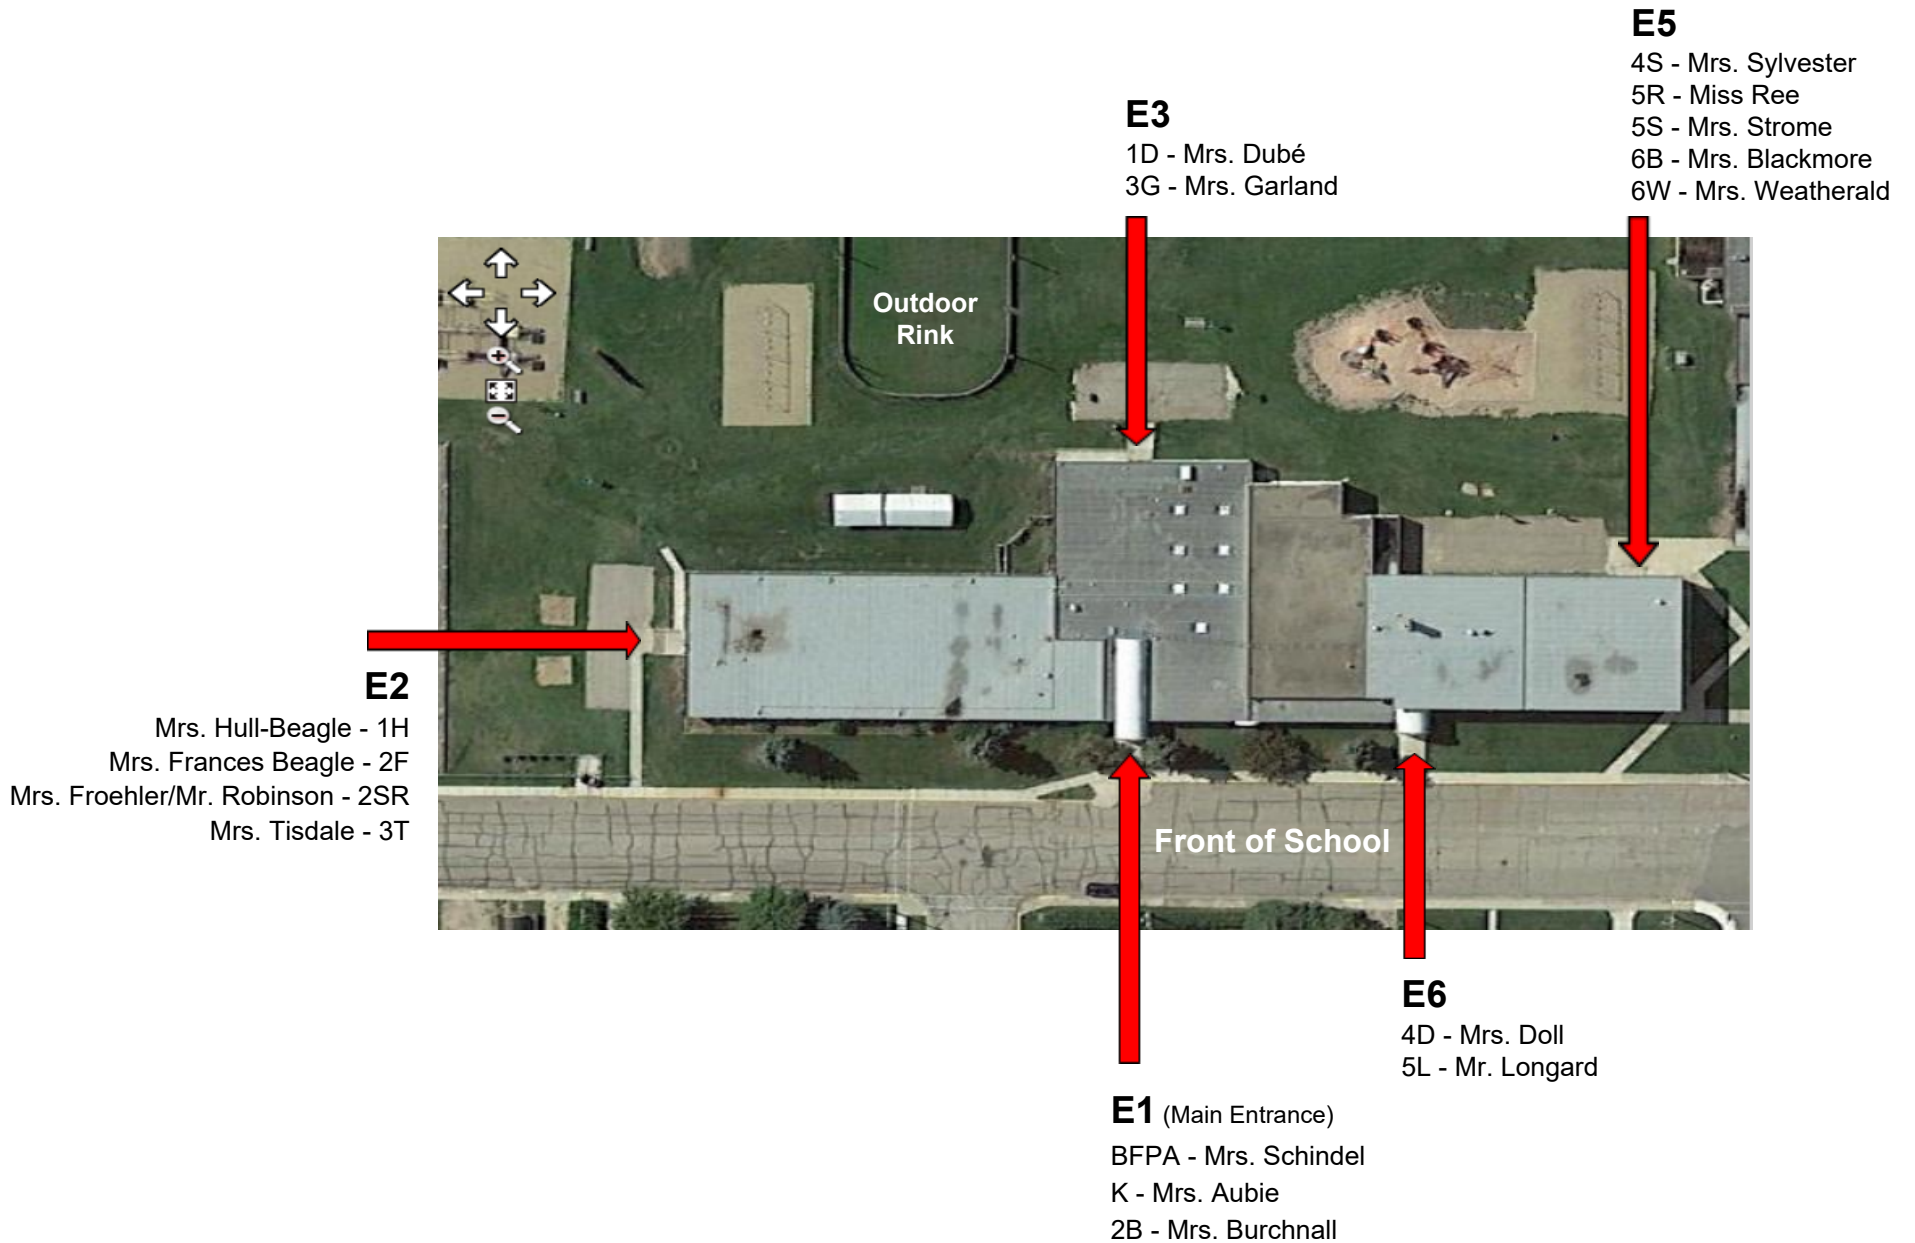 E5
4S - Mrs. Sylvester
5R - Miss Ree
5S - Mrs. Strome
6B - Mrs. Blackmore
6W - Mrs. Weatherald
E3
1D - Mrs. Dubé
3G - Mrs. Garland
Outdoor
Rink
E2
Mrs. Hull-Beagle - 1H
Mrs. Frances Beagle - 2F
Mrs. Froehler/Mr. Robinson - 2SR
Mrs. Tisdale - 3T
Front of School
E6
4D - Mrs. Doll
5L - Mr. Longard
E1 (Main Entrance)
BFPA - Mrs. Schindel
K - Mrs. Aubie
2B - Mrs. Burchnall